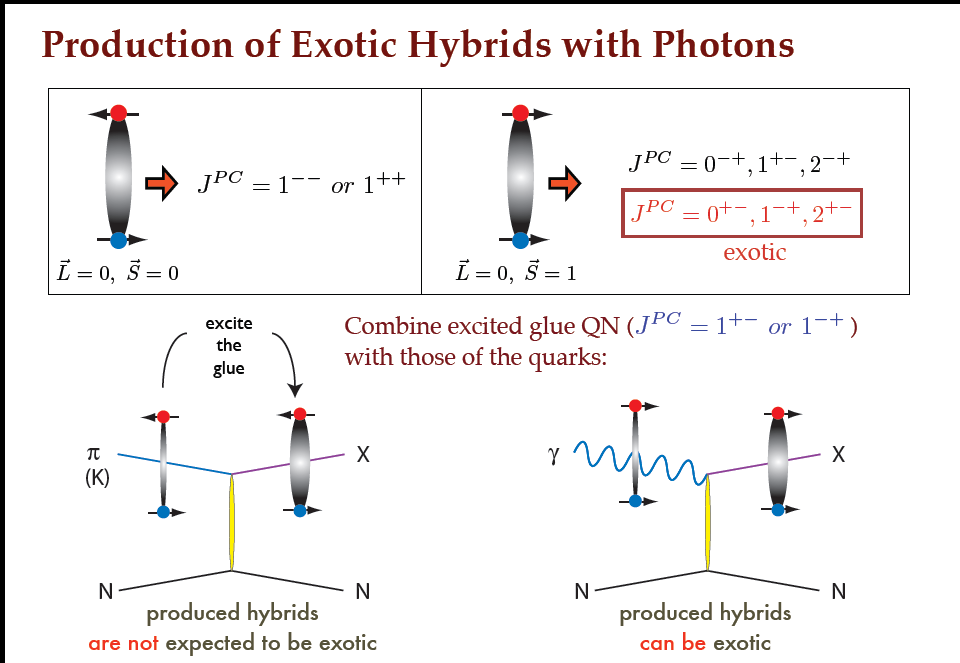 Production of Exotic Hybrids with Photons
J^{PC} = 1^{--} or 1^{++}
L⃗ = 0, S⃗ = 0
J^{PC} = 0^{-+}, 1^{+-}, 2^{-+}
J^{PC} = 0^{+-}, 1^{-+}, 2^{+-}
exotic
L⃗ = 0, S⃗ = 1
excite
the
glue
Combine excited glue QN (J^{PC} = 1^{+-} or 1^{-+})
with those of the quarks:
π
(K)
X
N
N
produced hybrids
are not expected to be exotic
γ
X
N
N
produced hybrids
can be exotic